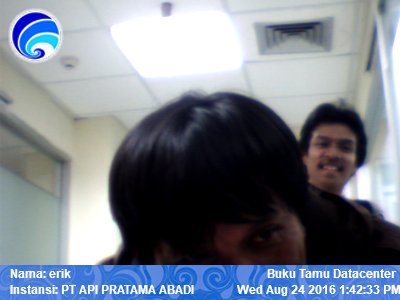 Nama: erik
Buku Tamu Datacenter
Instansi: PT API PRATAMA ABADI
Wed Aug 24 2016 1:42:33 PM